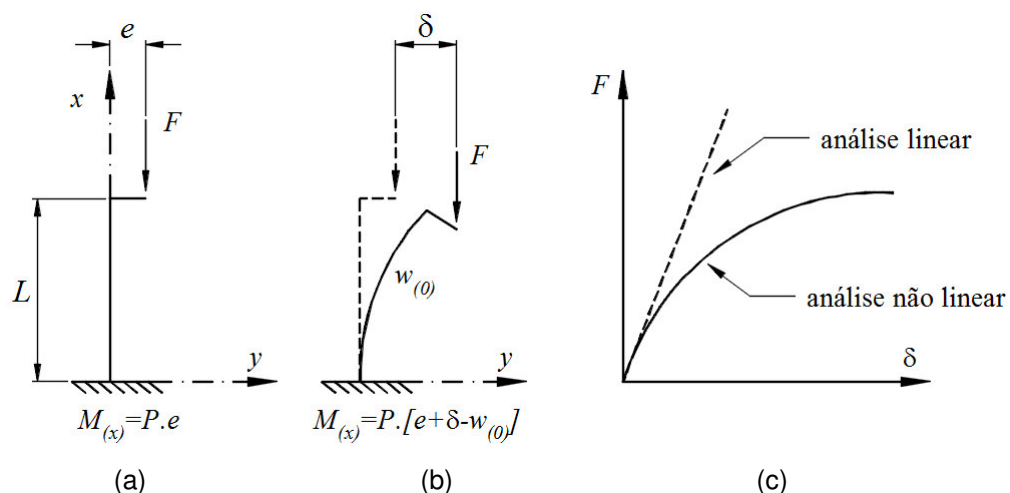 e
x
F
L
y
M(x)=P.e
(a)
δ
F
w(0)
y
M(x)=P.[e+δ-w(0)]
(b)
F
análise linear
análise não linear
δ
(c)